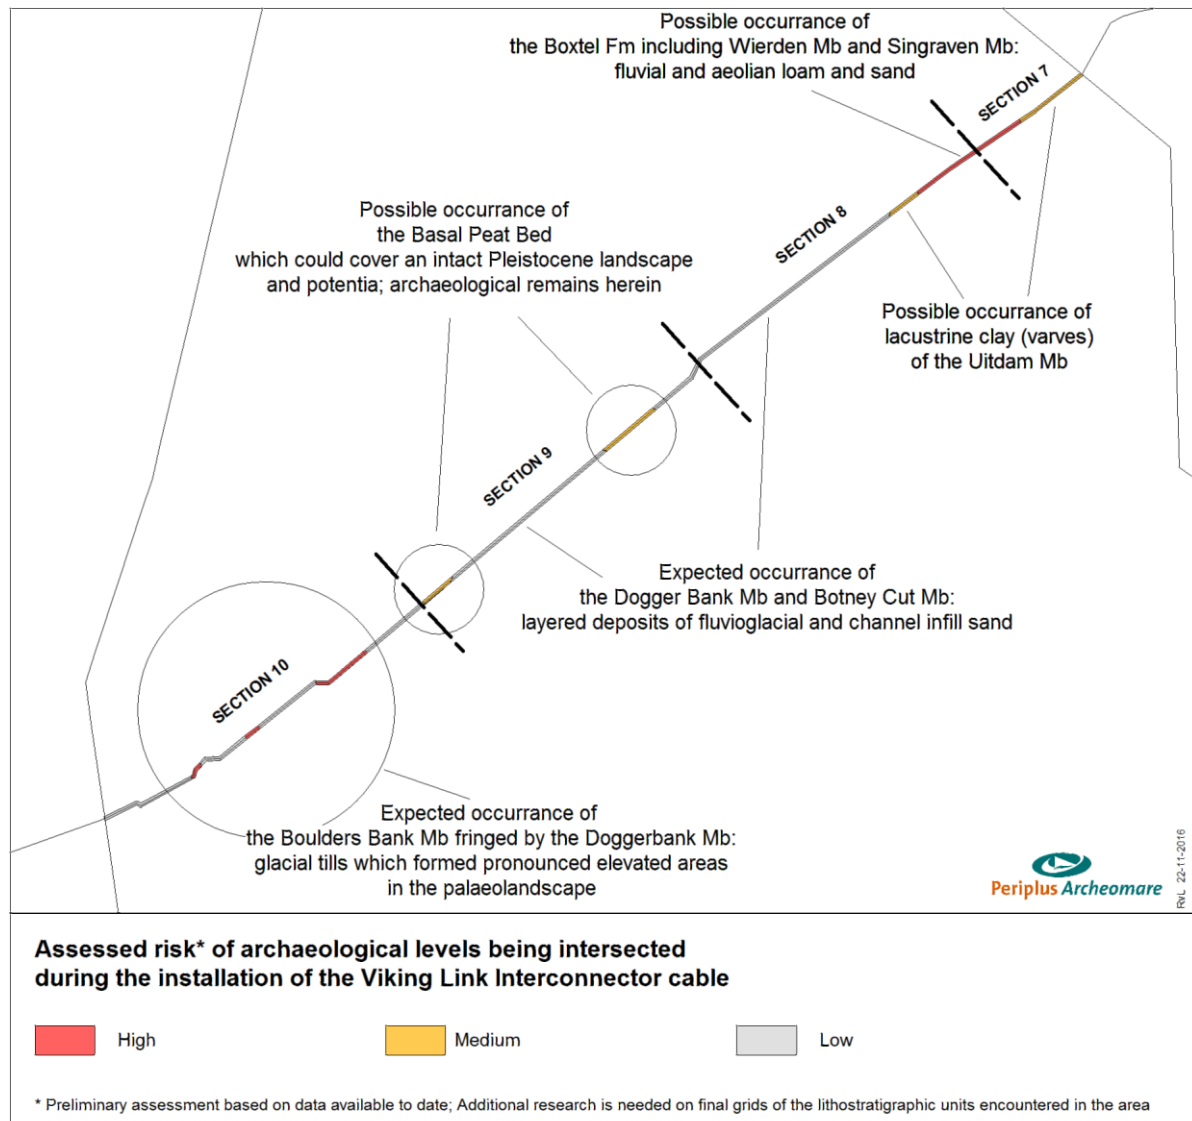 Possible occurrance of
the Boxtel Fm including Wierden Mb and Singraven Mb:
fluvial and aeolian loam and sand
SECTION 7
Possible occurrance of
the Basal Peat Bed
which could cover an intact Pleistocene landscape
and potentia; archaeological remains herein
SECTION 8
Possible occurrance of
lacustrine clay (varves)
of the Uitdam Mb
SECTION 9
Expected occurrance of
the Dogger Bank Mb and Botney Cut Mb:
layered deposits of fluvioglacial and channel infill sand
SECTION 10
Expected occurrance of
the Boulders Bank Mb fringed by the Doggerbank Mb:
glacial tills which formed pronounced elevated areas
in the palaeolandscape
Periplus Archeomare
RvL 22-11-2016
Assessed risk* of archaeological levels being intersected
during the installation of the Viking Link Interconnector cable
High
Medium
Low
* Preliminary assessment based on data available to date; Additional research is needed on final grids of the lithostratigraphic units encountered in the area